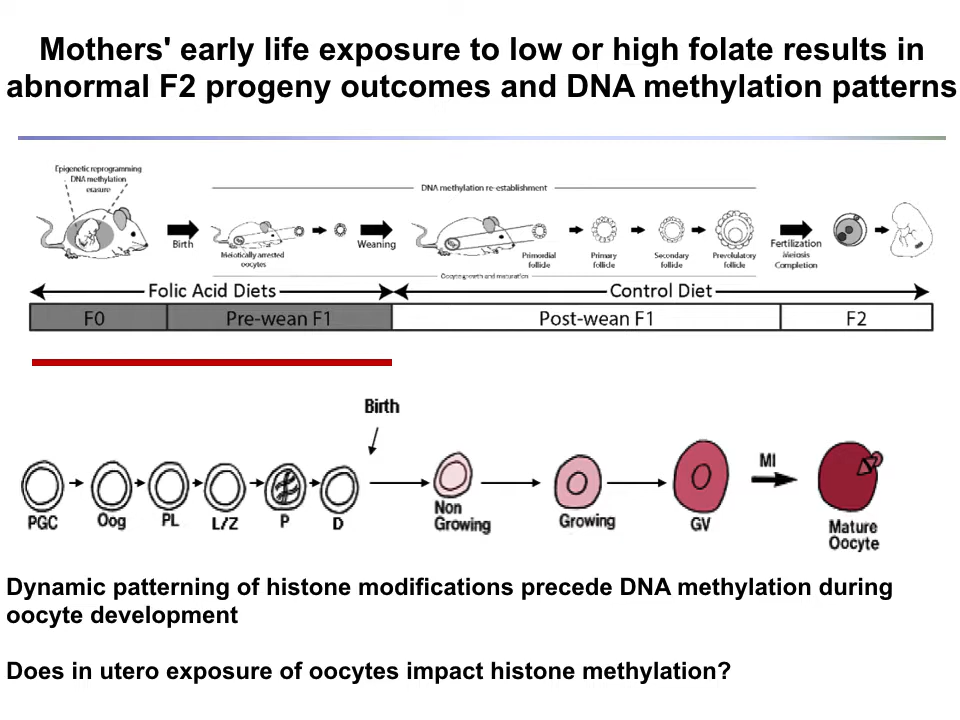 Mothers' early life exposure to low or high folate results in
abnormal F2 progeny outcomes and DNA methylation patterns
Epigenetic reprogramming
DNA methylation
erasure
DNA methylation re-establishment
Birth
Meiotically arrested
oocytes
Weaning
Primordial
follicle
Primary
follicle
Secondary
follicle
Preovulatory
follicle
Fertilization
Meiosis
Completion
Oocyte growth and maturation
Folic Acid Diets
Control Diet
F0
Pre-wean F1
Post-wean F1
F2
Birth
PGC
Oog
PL
L/Z
P
D
Non
Growing
Growing
GV
MI
Mature
Oocyte
Dynamic patterning of histone modifications precede DNA methylation during
oocyte development
Does in utero exposure of oocytes impact histone methylation?